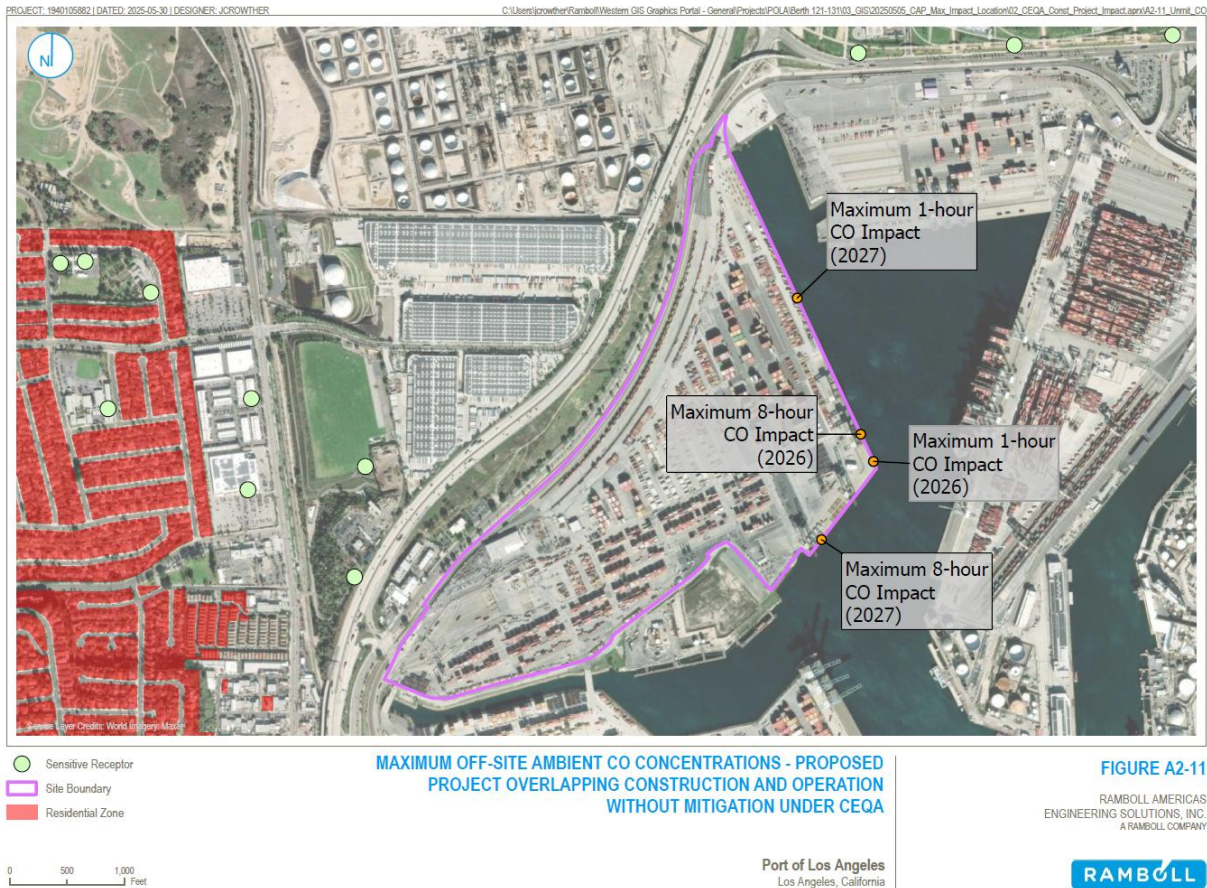 PROJECT: 1940105882 | DATED: 2025-05-30 | DESIGNER: JCROWTHER
C:\Users\jcrowther\Ramboll\Western GIS Graphics Portal - General\Projects\POLA\Berth 121-131\03_GIS\20250505_CAP_Max_Impact_Location\02_CEQA_Const_Project_Impact.aprx\A2-11_Unmit_CO
N
Maximum 1-hour
CO Impact
(2027)
Maximum 8-hour
CO Impact
(2026)
Maximum 1-hour
CO Impact
(2026)
Maximum 8-hour
CO Impact
(2027)
Service Layer Credits: World Imagery: Maxar
Sensitive Receptor
Site Boundary
Residential Zone
0 500 1,000
Feet
MAXIMUM OFF-SITE AMBIENT CO CONCENTRATIONS - PROPOSED
PROJECT OVERLAPPING CONSTRUCTION AND OPERATION
WITHOUT MITIGATION UNDER CEQA
Port of Los Angeles
Los Angeles, California
FIGURE A2-11
RAMBOLL AMERICAS
ENGINEERING SOLUTIONS, INC.
A RAMBOLL COMPANY
RAMBOLL